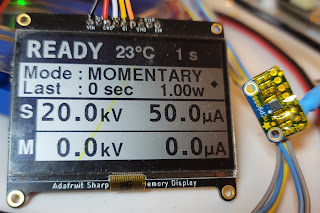 READY 23°C 1 s
Mode : MOMENTARY
Last : 0 sec 1.00w
S 20.0kV 50.0µA
M 0.0kV 0.0µA
Adafruit Sharp Memory Display